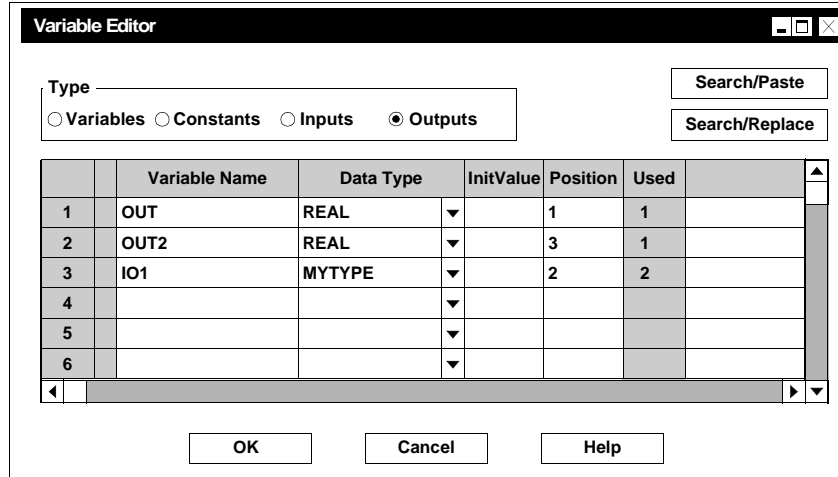 Variable Editor
Type
Variables Constants Inputs Outputs
Search/Paste
Search/Replace
Variable Name Data Type InitValue Position Used
1 OUT REAL 1 1
2 OUT2 REAL 3 1
3 IO1 MYTYPE 2 2
4
5
6
OK Cancel Help